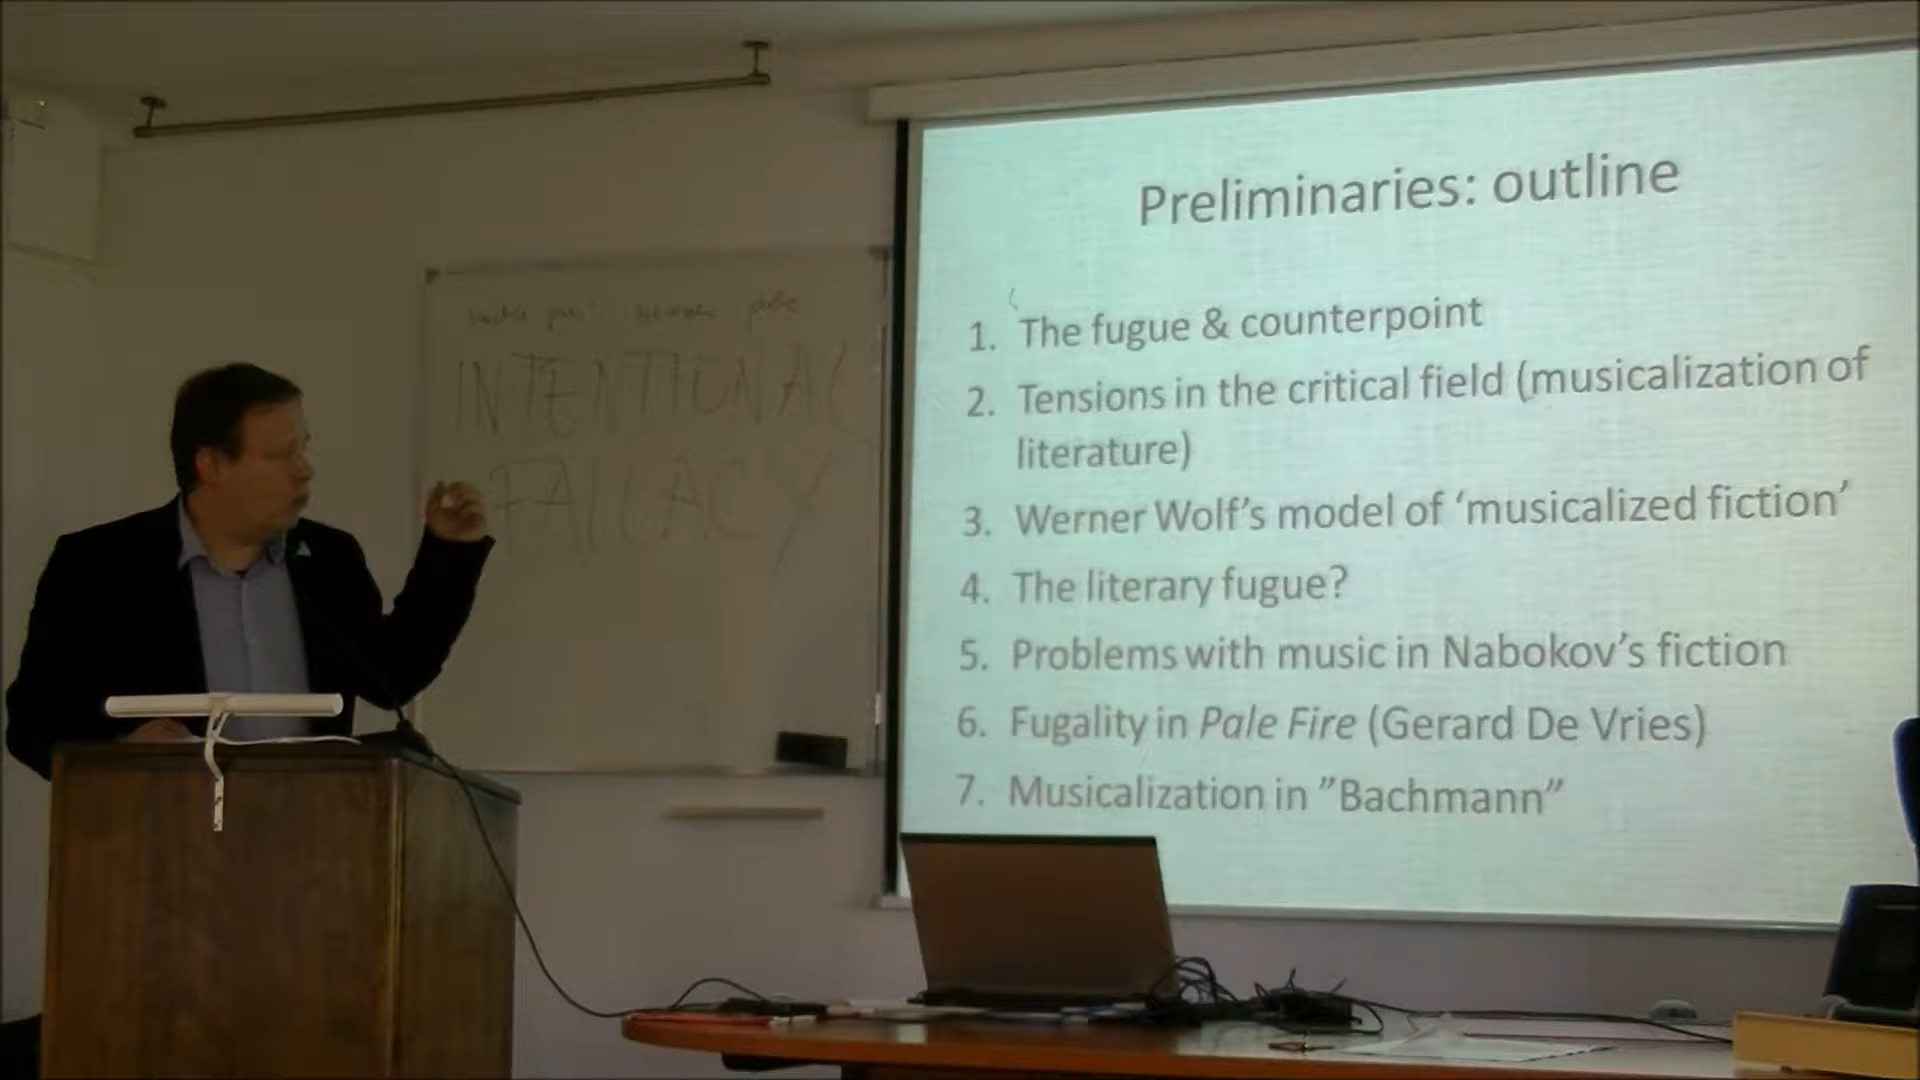 INTENTIONAL
FALLACY
Preliminaries: outline
1. The fugue & counterpoint
2. Tensions in the critical field (musicalization of
literature)
3. Werner Wolf's model of ‘musicalized fiction’
4. The literary fugue?
5. Problems with music in Nabokov’s fiction
6. Fugality in Pale Fire (Gerard De Vries)
7. Musicalization in ”Bachmann”